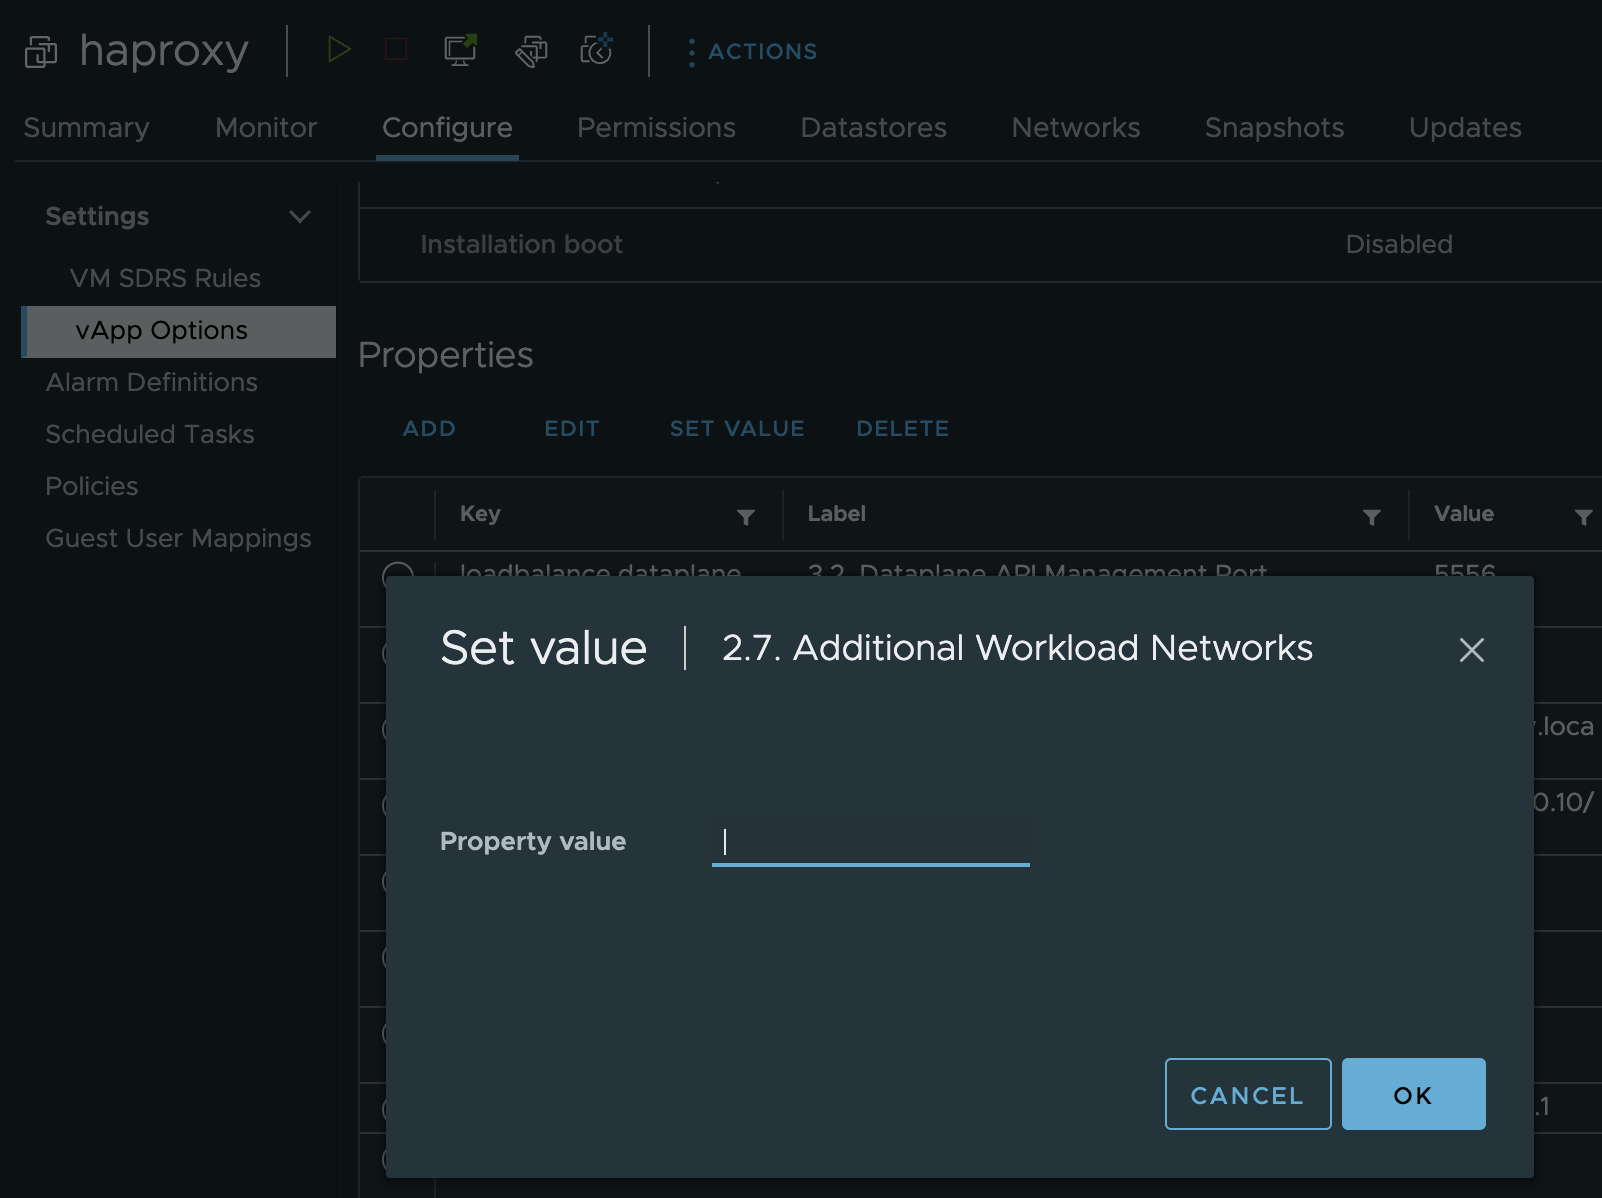 haproxy ACTIONS
Summary Monitor Configure Permissions Datastores Networks Snapshots Updates
Settings
VM SDRS Rules
vApp Options
Alarm Definitions
Scheduled Tasks
Policies
Guest User Mappings
Installation boot Disabled
Properties
ADD EDIT SET VALUE DELETE
Key Label Value
loadbalance.dataplane 3.2. Dataplane API Management Port 5556
.loca
0.10/
.1
Set value 2.7. Additional Workload Networks
Property value
CANCEL OK